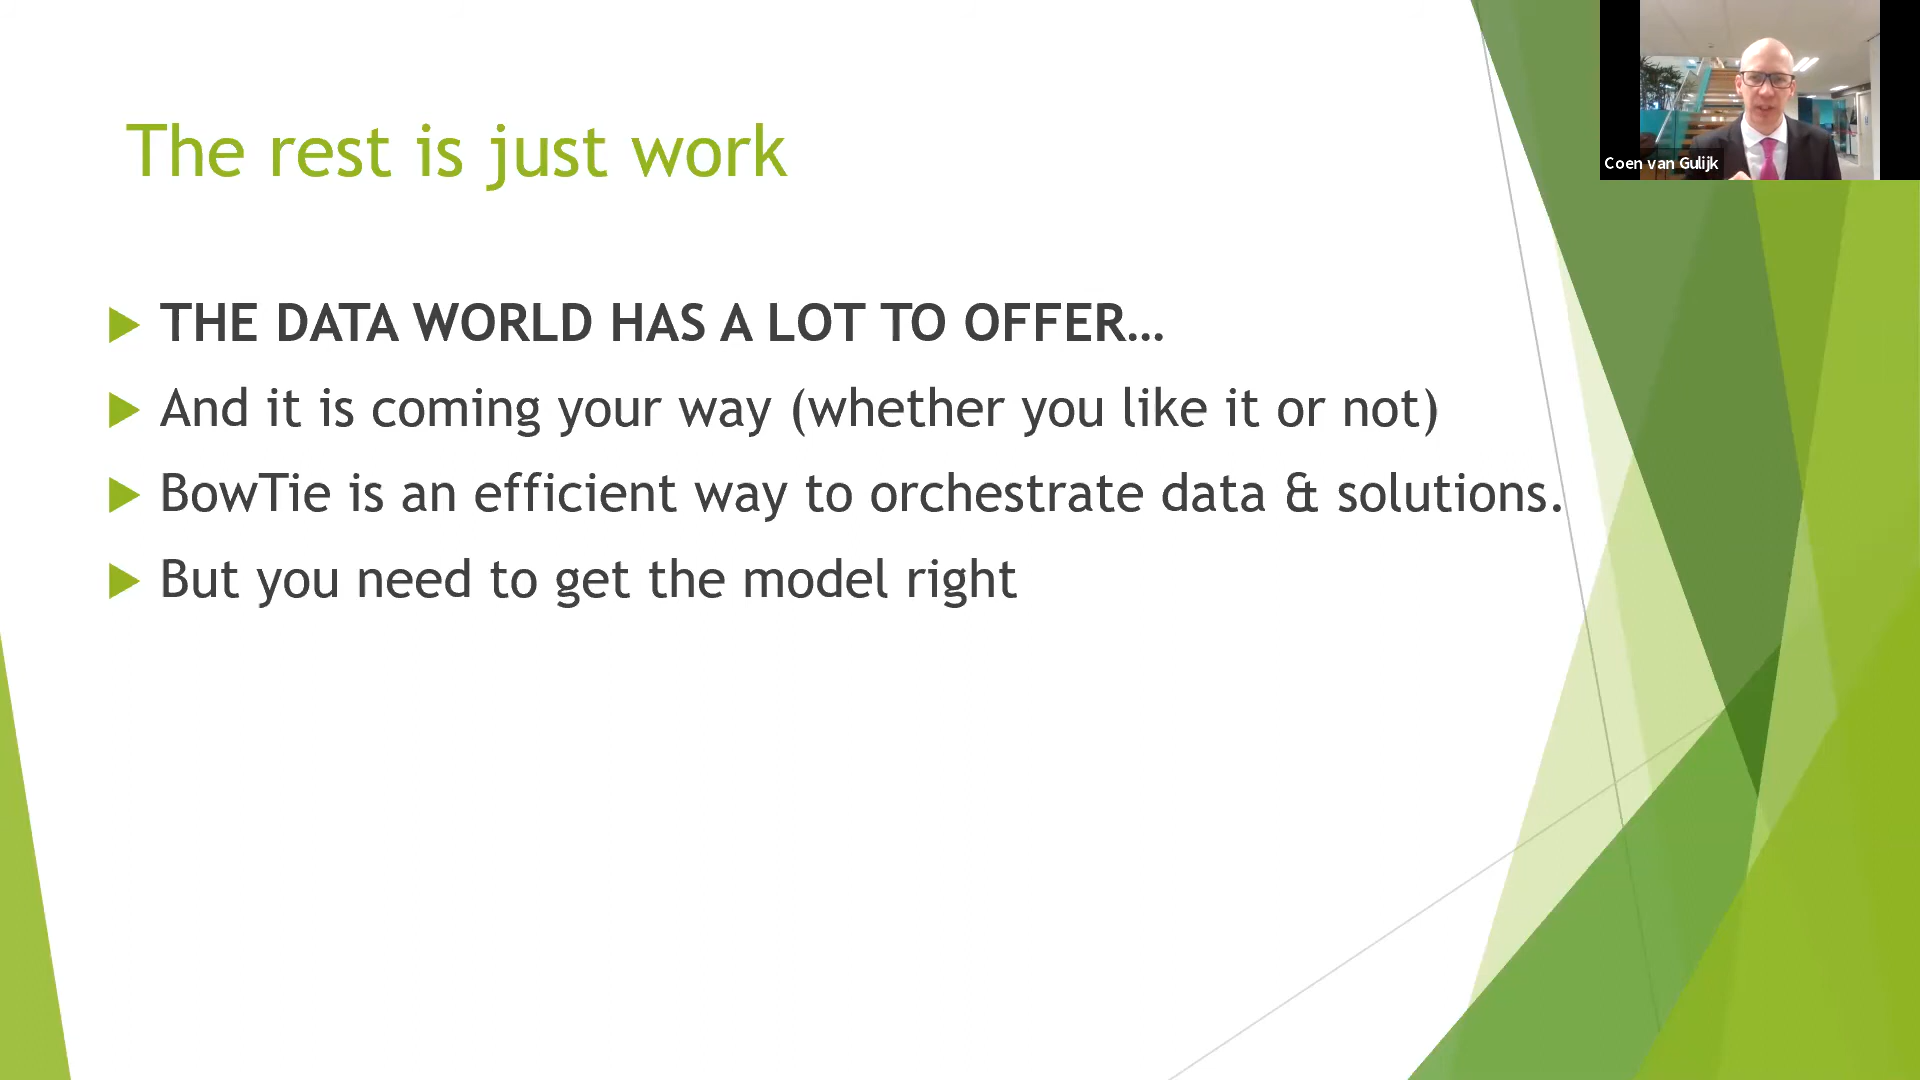 The rest is just work
THE DATA WORLD HAS A LOT TO OFFER…
And it is coming your way (whether you like it or not)
BowTie is an efficient way to orchestrate data & solutions.
But you need to get the model right
Coen van Gulijk